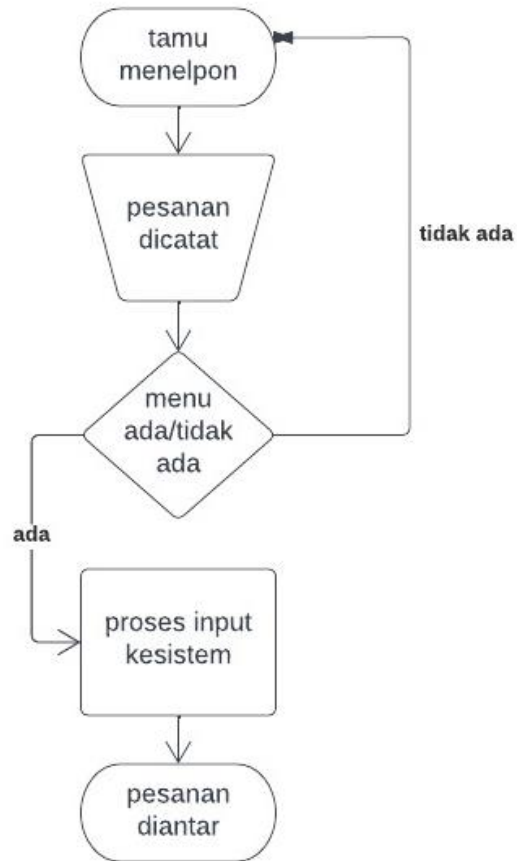 tamu
menelpon
pesanan
dicatat
tidak ada
menu
ada/tidak
ada
ada
proses input
kesistem
pesanan
diantar